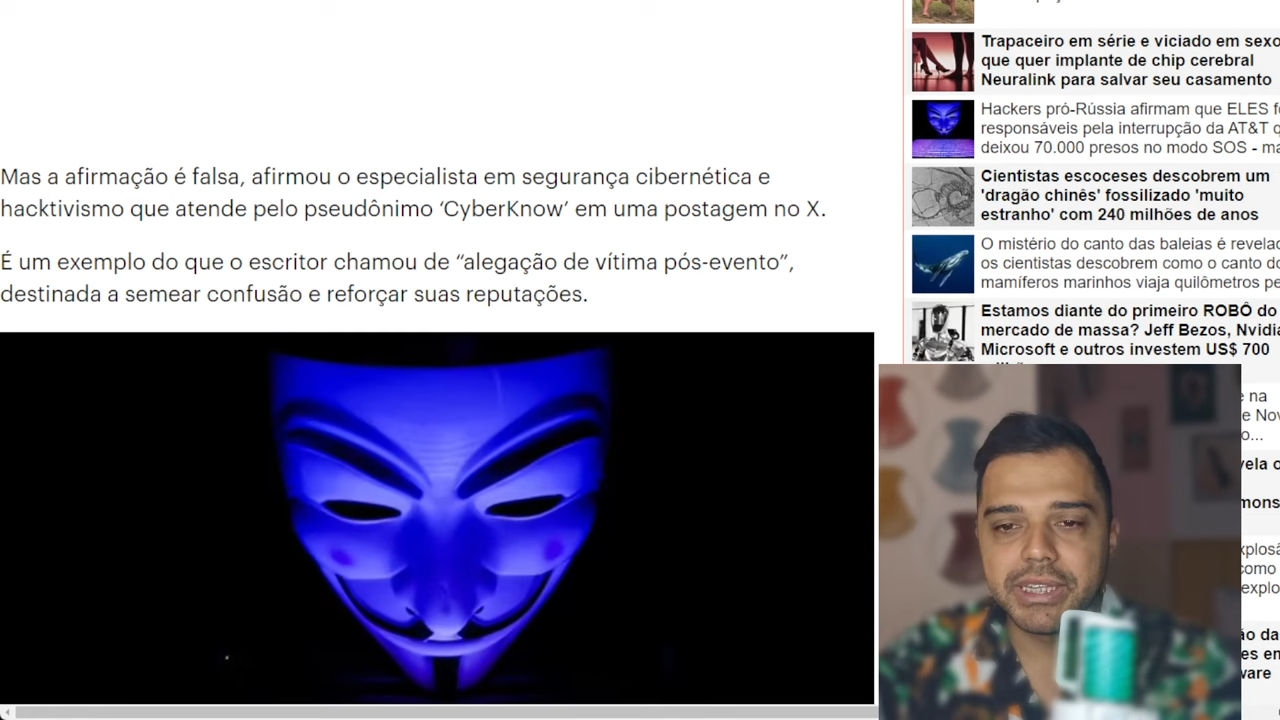 Mas a afirmação é falsa, afirmou o especialista em segurança cibernética e
hacktivismo que atende pelo pseudônimo ‘CyberKnow’ em uma postagem no X.
É um exemplo do que o escritor chamou de “alegação de vítima pós-evento”,
destinada a semear confusão e reforçar suas reputações.
Trapaceiro em série e viciado em sexo
que quer implante de chip cerebral
Neuralink para salvar seu casamento
Hackers pró-Rússia afirmam que ELES
responsáveis pela interrupção da AT&T
deixou 70.000 presos no modo SOS -
Cientistas escoceses descobrem um
'dragão chinês' fossilizado 'muito
estranho' com 240 milhões de anos
O mistério do canto das baleias é
os cientistas descobrem como o canto
mamíferos marinhos viaja quilômetros
Estamos diante do primeiro ROBÔ do
mercado de massa? Jeff Bezos,
Microsoft e outros investem US$ 700
na
como